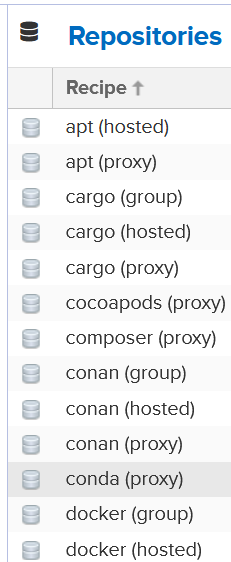 Repositories
Recipe
apt (hosted)
apt (proxy)
cargo (group)
cargo (hosted)
cargo (proxy)
cocoapods (proxy)
composer (proxy)
conan (group)
conan (hosted)
conan (proxy)
conda (proxy)
docker (group)
docker (hosted)